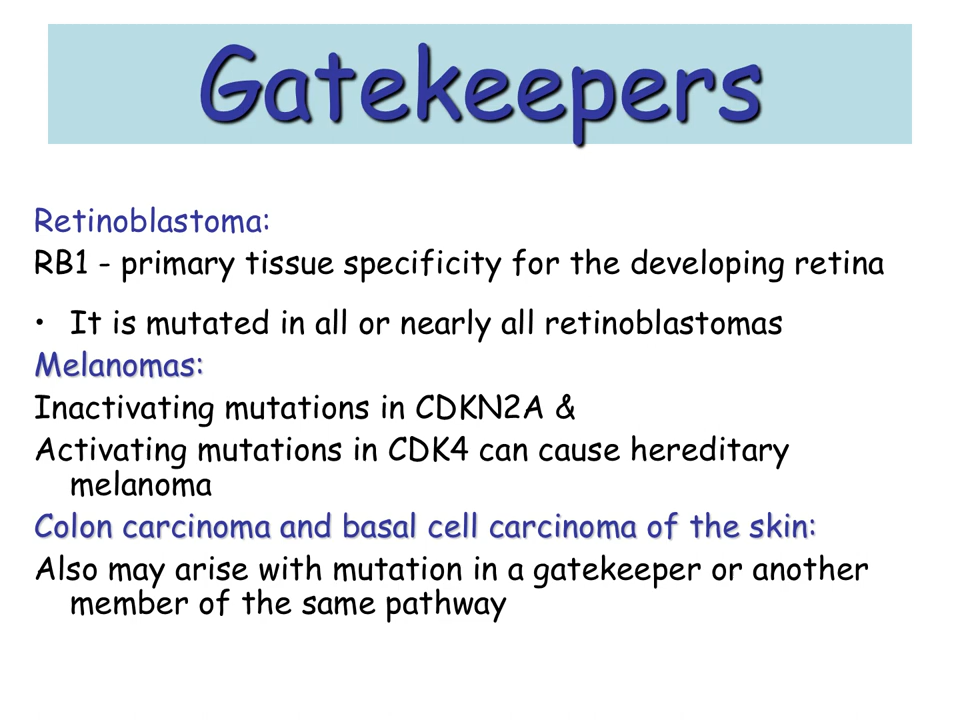 Gatekeepers
Retinoblastoma:
RB1 - primary tissue specificity for the developing retina
• It is mutated in all or nearly all retinoblastomas
Melanomas:
Inactivating mutations in CDKN2A &
Activating mutations in CDK4 can cause hereditary
melanoma
Colon carcinoma and basal cell carcinoma of the skin:
Also may arise with mutation in a gatekeeper or another
member of the same pathway